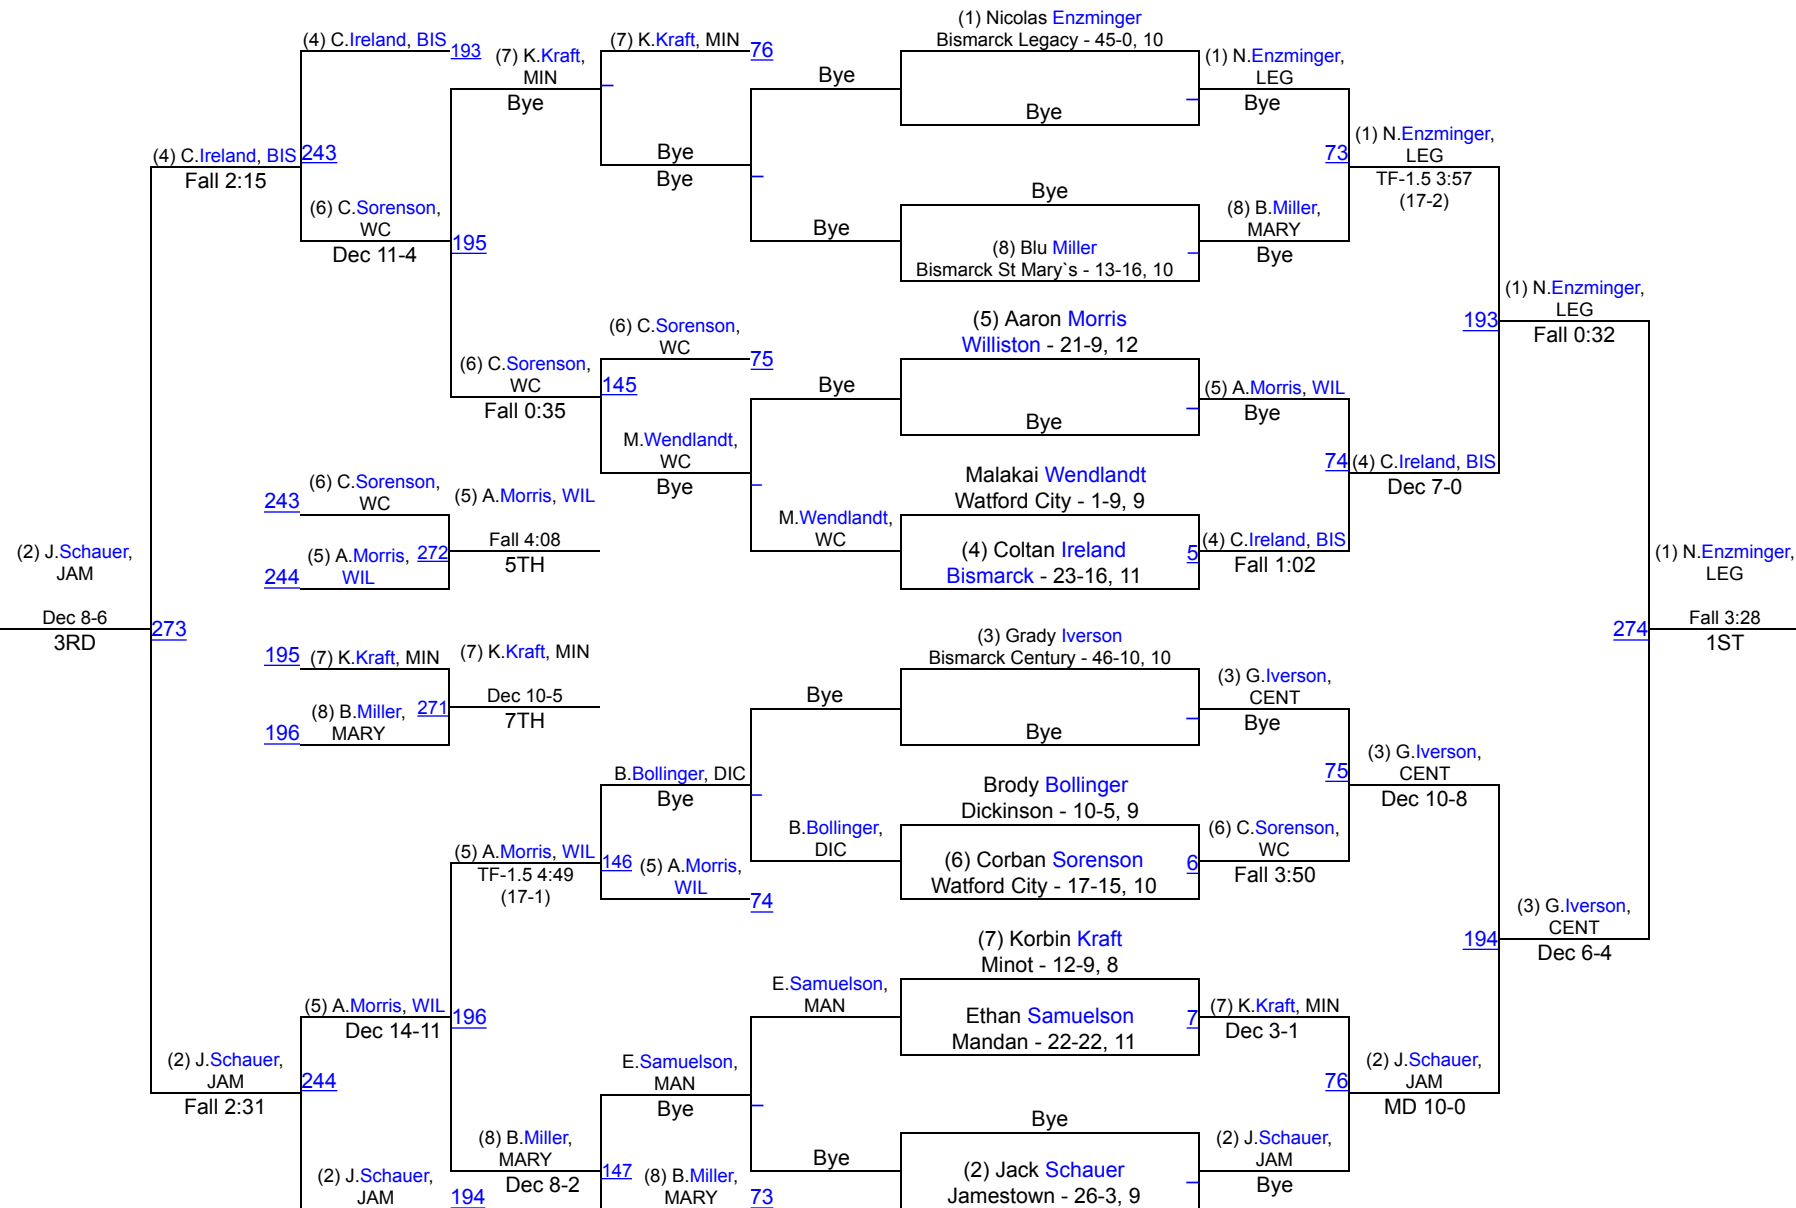 (1) Nicolas Enzminger
Bismarck Legacy - 45-0, 10
(4) C.Ireland, BIS
193
(7) K.Kraft,
MIN
Bye
(7) K.Kraft, MIN
76
Bye
Bye
(1) N.Enzminger,
LEG
Bye
(1) N.Enzminger,
LEG
73
TF-1.5 3:57
(17-2)
(4) C.Ireland, BIS
243
Fall 2:15
Bye
Bye
Bye
(6) C.Sorenson,
WC
Dec 11-4
195
Bye
(8) Blu Miller
Bismarck St Mary`s - 13-16, 10
(8) B.Miller,
MARY
Bye
(1) N.Enzminger,
LEG
193
Fall 0:32
(6) C.Sorenson,
WC
75
(5) Aaron Morris
Williston - 21-9, 12
(6) C.Sorenson,
WC
145
Fall 0:35
Bye
Bye
(5) A.Morris, WIL
Bye
M.Wendlandt,
WC
Bye
74
(4) C.Ireland, BIS
Dec 7-0
Malakai Wendlandt
Watford City - 1-9, 9
(6) C.Sorenson,
WC
243
(5) A.Morris, WIL
M.Wendlandt,
WC
(4) Coltan Ireland
Bismarck - 23-16, 11
5
(4) C.Ireland, BIS
Fall 1:02
Fall 4:08
5TH
(5) A.Morris,
WIL
272
244
(2) J.Schauer,
JAM
Dec 8-6
3RD
273
(1) N.Enzminger,
LEG
274
Fall 3:28
1ST
195
(7) K.Kraft, MIN
(7) K.Kraft, MIN
(3) Grady Iverson
Bismarck Century - 46-10, 10
Dec 10-5
7TH
(8) B.Miller,
MARY
271
196
Bye
Bye
(3) G.Iverson,
CENT
Bye
B.Bollinger, DIC
Bye
75
(3) G.Iverson,
CENT
Dec 10-8
Brody Bollinger
Dickinson - 10-5, 9
B.Bollinger,
DIC
(6) Corban Sorenson
Watford City - 17-15, 10
6
(6) C.Sorenson,
WC
Fall 3:50
(5) A.Morris, WIL
146
TF-1.5 4:49
(17-1)
(5) A.Morris,
WIL
74
(3) G.Iverson,
CENT
194
Dec 6-4
(7) Korbin Kraft
Minot - 12-9, 8
E.Samuelson,
MAN
Ethan Samuelson
Mandan - 22-22, 11
7
(7) K.Kraft, MIN
Dec 3-1
(5) A.Morris, WIL
196
Dec 14-11
(2) J.Schauer,
JAM
244
Fall 2:31
E.Samuelson,
MAN
Bye
76
(2) J.Schauer,
JAM
MD 10-0
Bye
(8) B.Miller,
MARY
147
Dec 8-2
Bye
(2) Jack Schauer
Jamestown - 26-3, 9
(2) J.Schauer,
JAM
Bye
(2) J.Schauer,
JAM
194
(8) B.Miller,
MARY
73